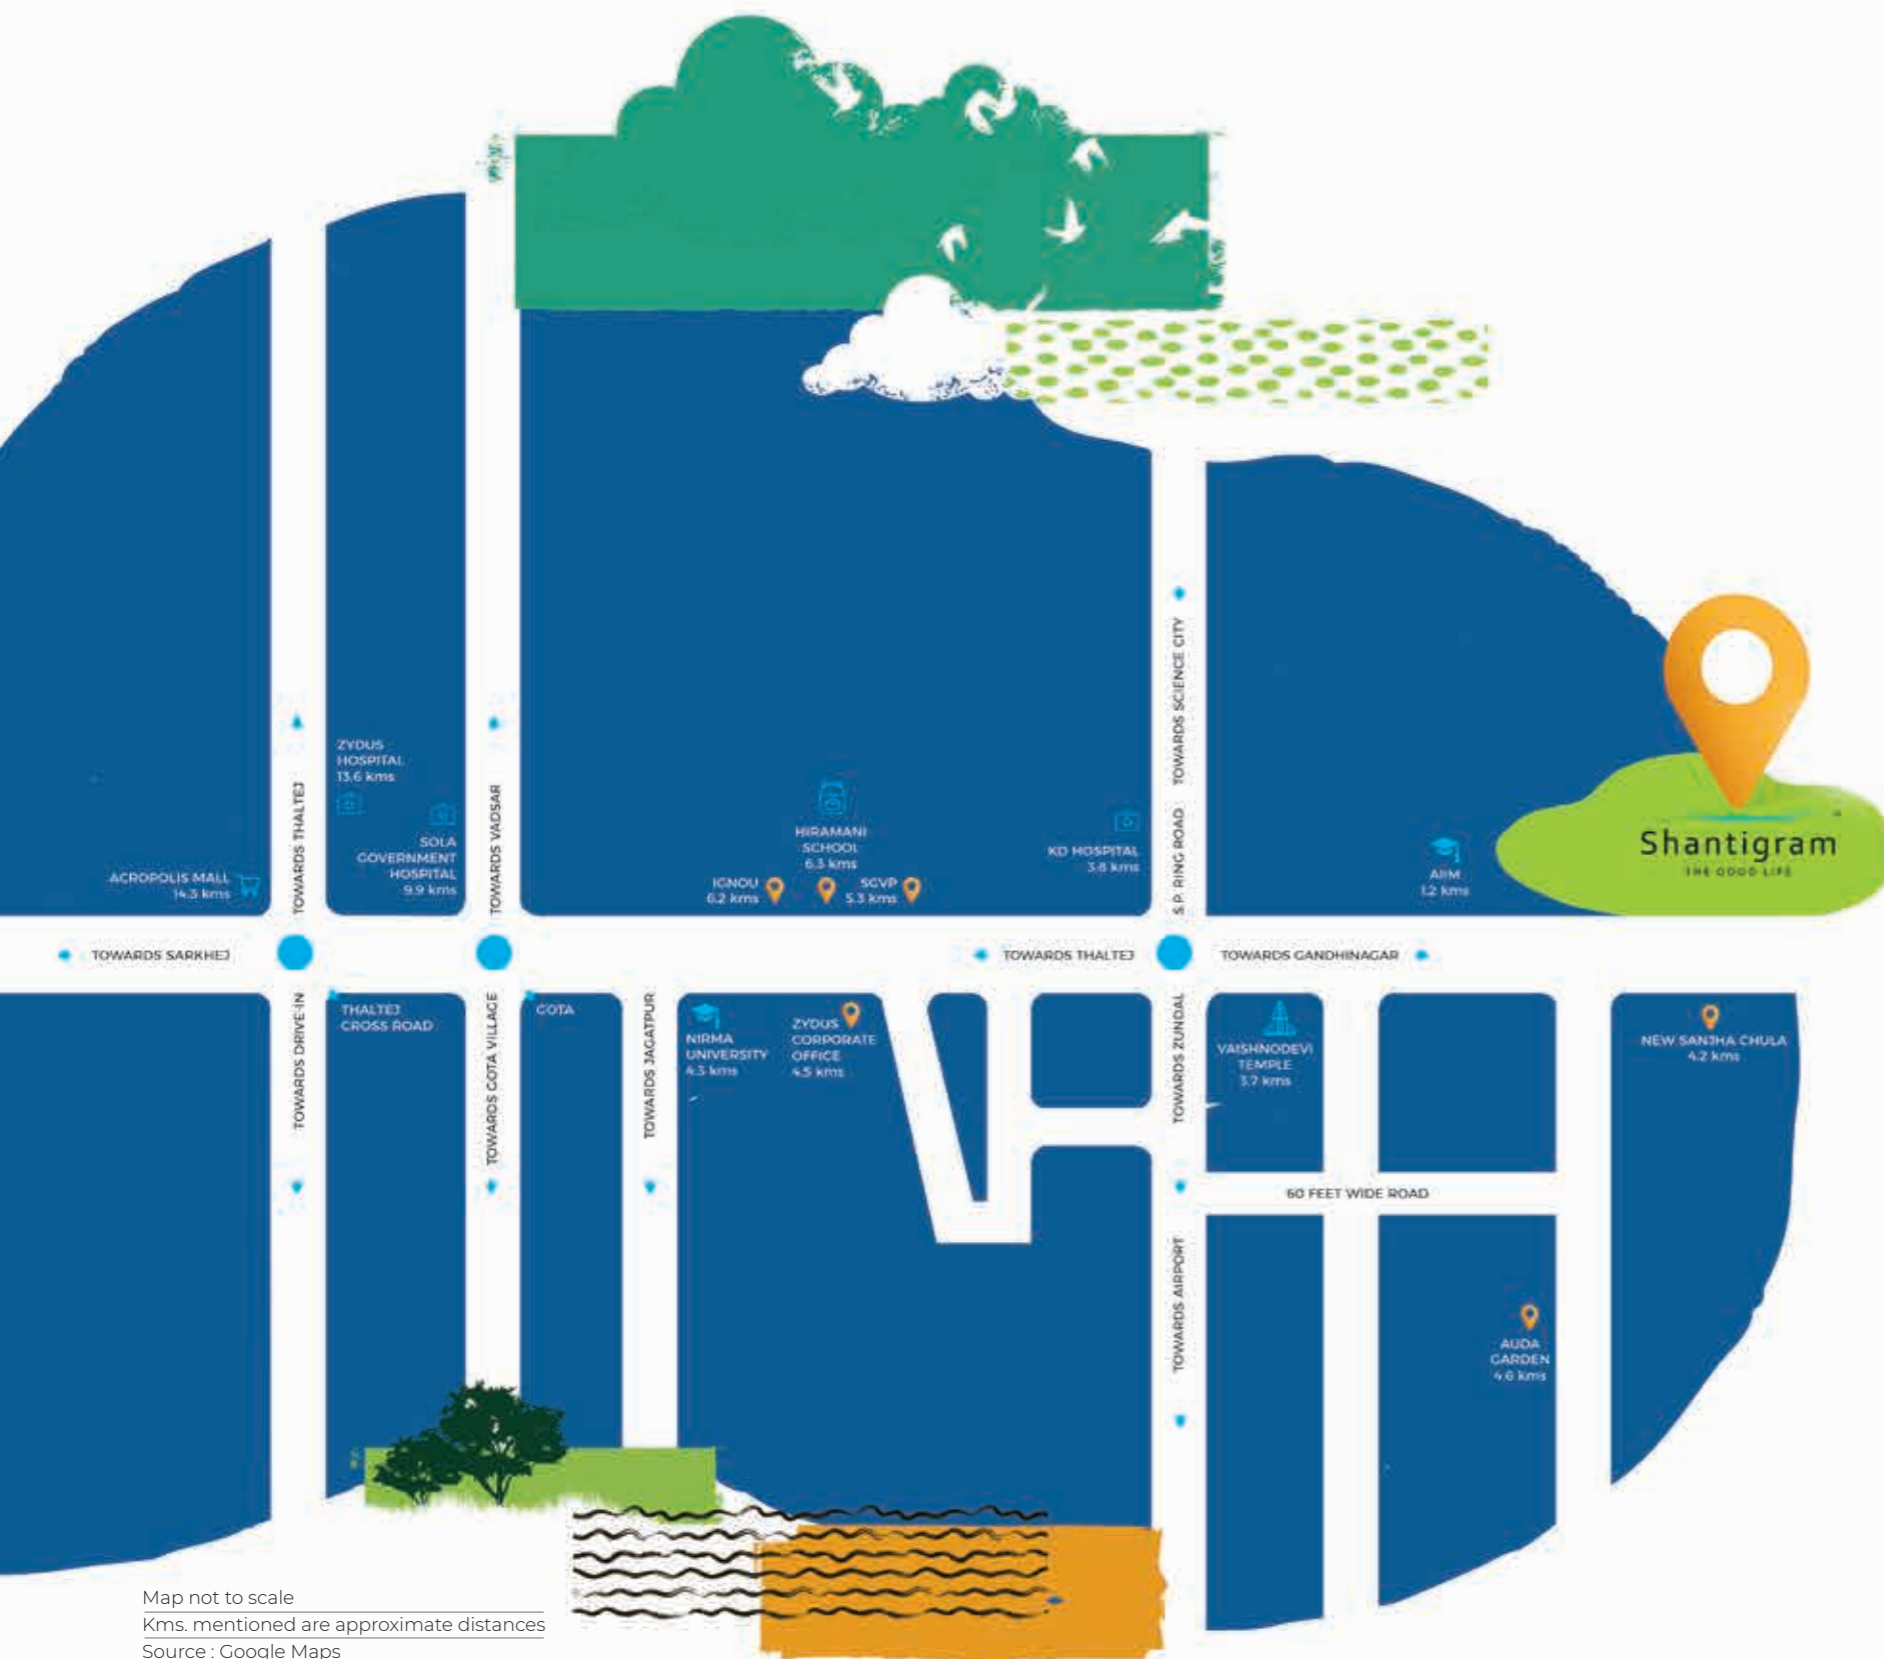 ZYDUS
HOSPITAL
13.6 kms
SOLA
GOVERNMENT
HOSPITAL
9.9 kms
ACROPOLIS MALL
14.3 kms
TOWARDS THALTEJ
TOWARDS VADSAR
HIRAMANI
SCHOOL
6.3 kms
IGNOU
6.2 kms
SGVP
5.3 kms
KD HOSPITAL
3.8 kms
S.P. RING ROAD
TOWARDS SCIENCE CITY
AIIM
1.2 kms
Shantigram
THE GOOD LIFE
TOWARDS SARKHEJ
TOWARDS THALTEJ
TOWARDS GANDHINAGAR
TOWARDS DRIVE-IN
THALTEJ
CROSS ROAD
TOWARDS GOTA VILLAGE
GOTA
TOWARDS JAGATPUR
NIRMA
UNIVERSITY
4.3 kms
ZYDUS
CORPORATE
OFFICE
4.5 kms
TOWARDS ZUNDAL
VAISHNODEVI
TEMPLE
3.7 kms
NEW SANJHA CHULA
4.2 kms
60 FEET WIDE ROAD
TOWARDS AIRPORT
AUDA
GARDEN
4.6 kms
Map not to scale
Kms. mentioned are approximate distances
Source : Google Maps